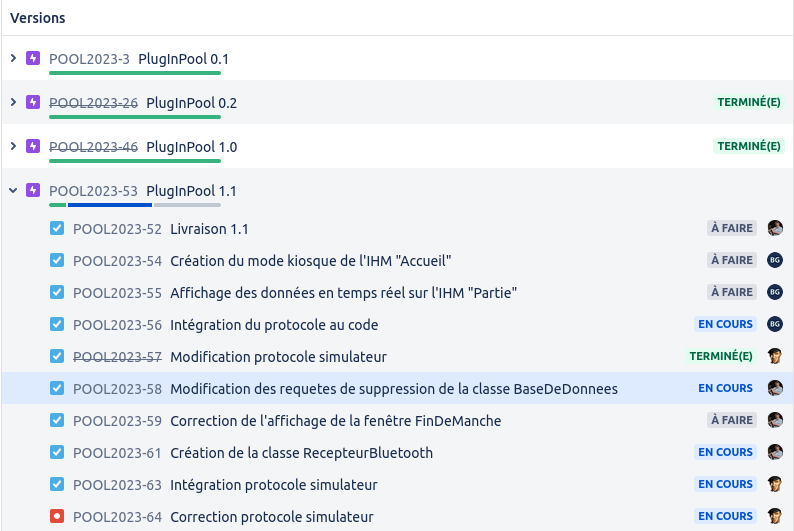 Versions
POOL2023-3 PlugInPool 0.1
POOL2023-26 PlugInPool 0.2 TERMINÉ(E)
POOL2023-46 PlugInPool 1.0 TERMINÉ(E)
POOL2023-53 PlugInPool 1.1
POOL2023-52 Livraison 1.1 À FAIRE
POOL2023-54 Création du mode kiosque de l'IHM "Accueil" À FAIRE BG
POOL2023-55 Affichage des données en temps réel sur l'IHM "Partie" À FAIRE BG
POOL2023-56 Intégration du protocole au code EN COURS BG
POOL2023-57 Modification protocole simulateur TERMINÉ(E)
POOL2023-58 Modification des requetes de suppression de la classe BaseDeDonnees EN COURS
POOL2023-59 Correction de l'affichage de la fenêtre FinDeManche À FAIRE
POOL2023-61 Création de la classe RecepteurBluetooth EN COURS
POOL2023-63 Intégration protocole simulateur EN COURS
POOL2023-64 Correction protocole simulateur EN COURS